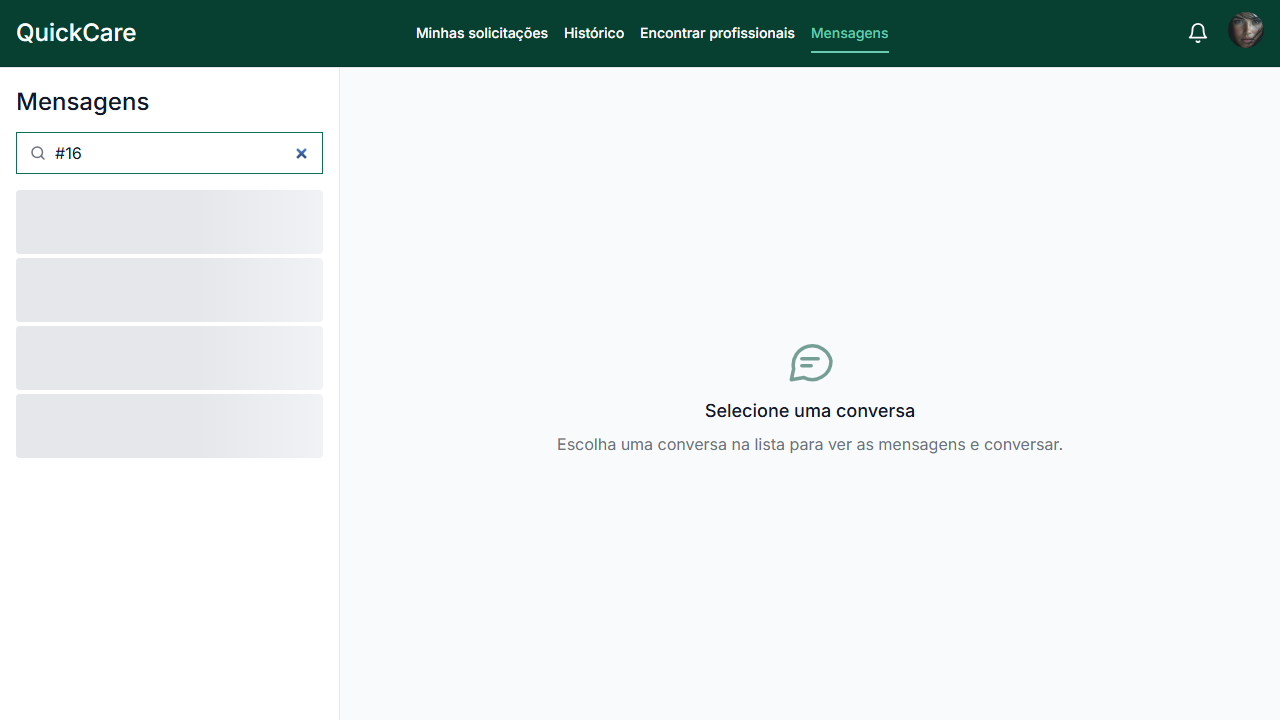 QuickCare
Minhas solicitações
Histórico
Encontrar profissionais
Mensagens
Mensagens
#16
Selecione uma conversa
Escolha uma conversa na lista para ver as mensagens e conversar.